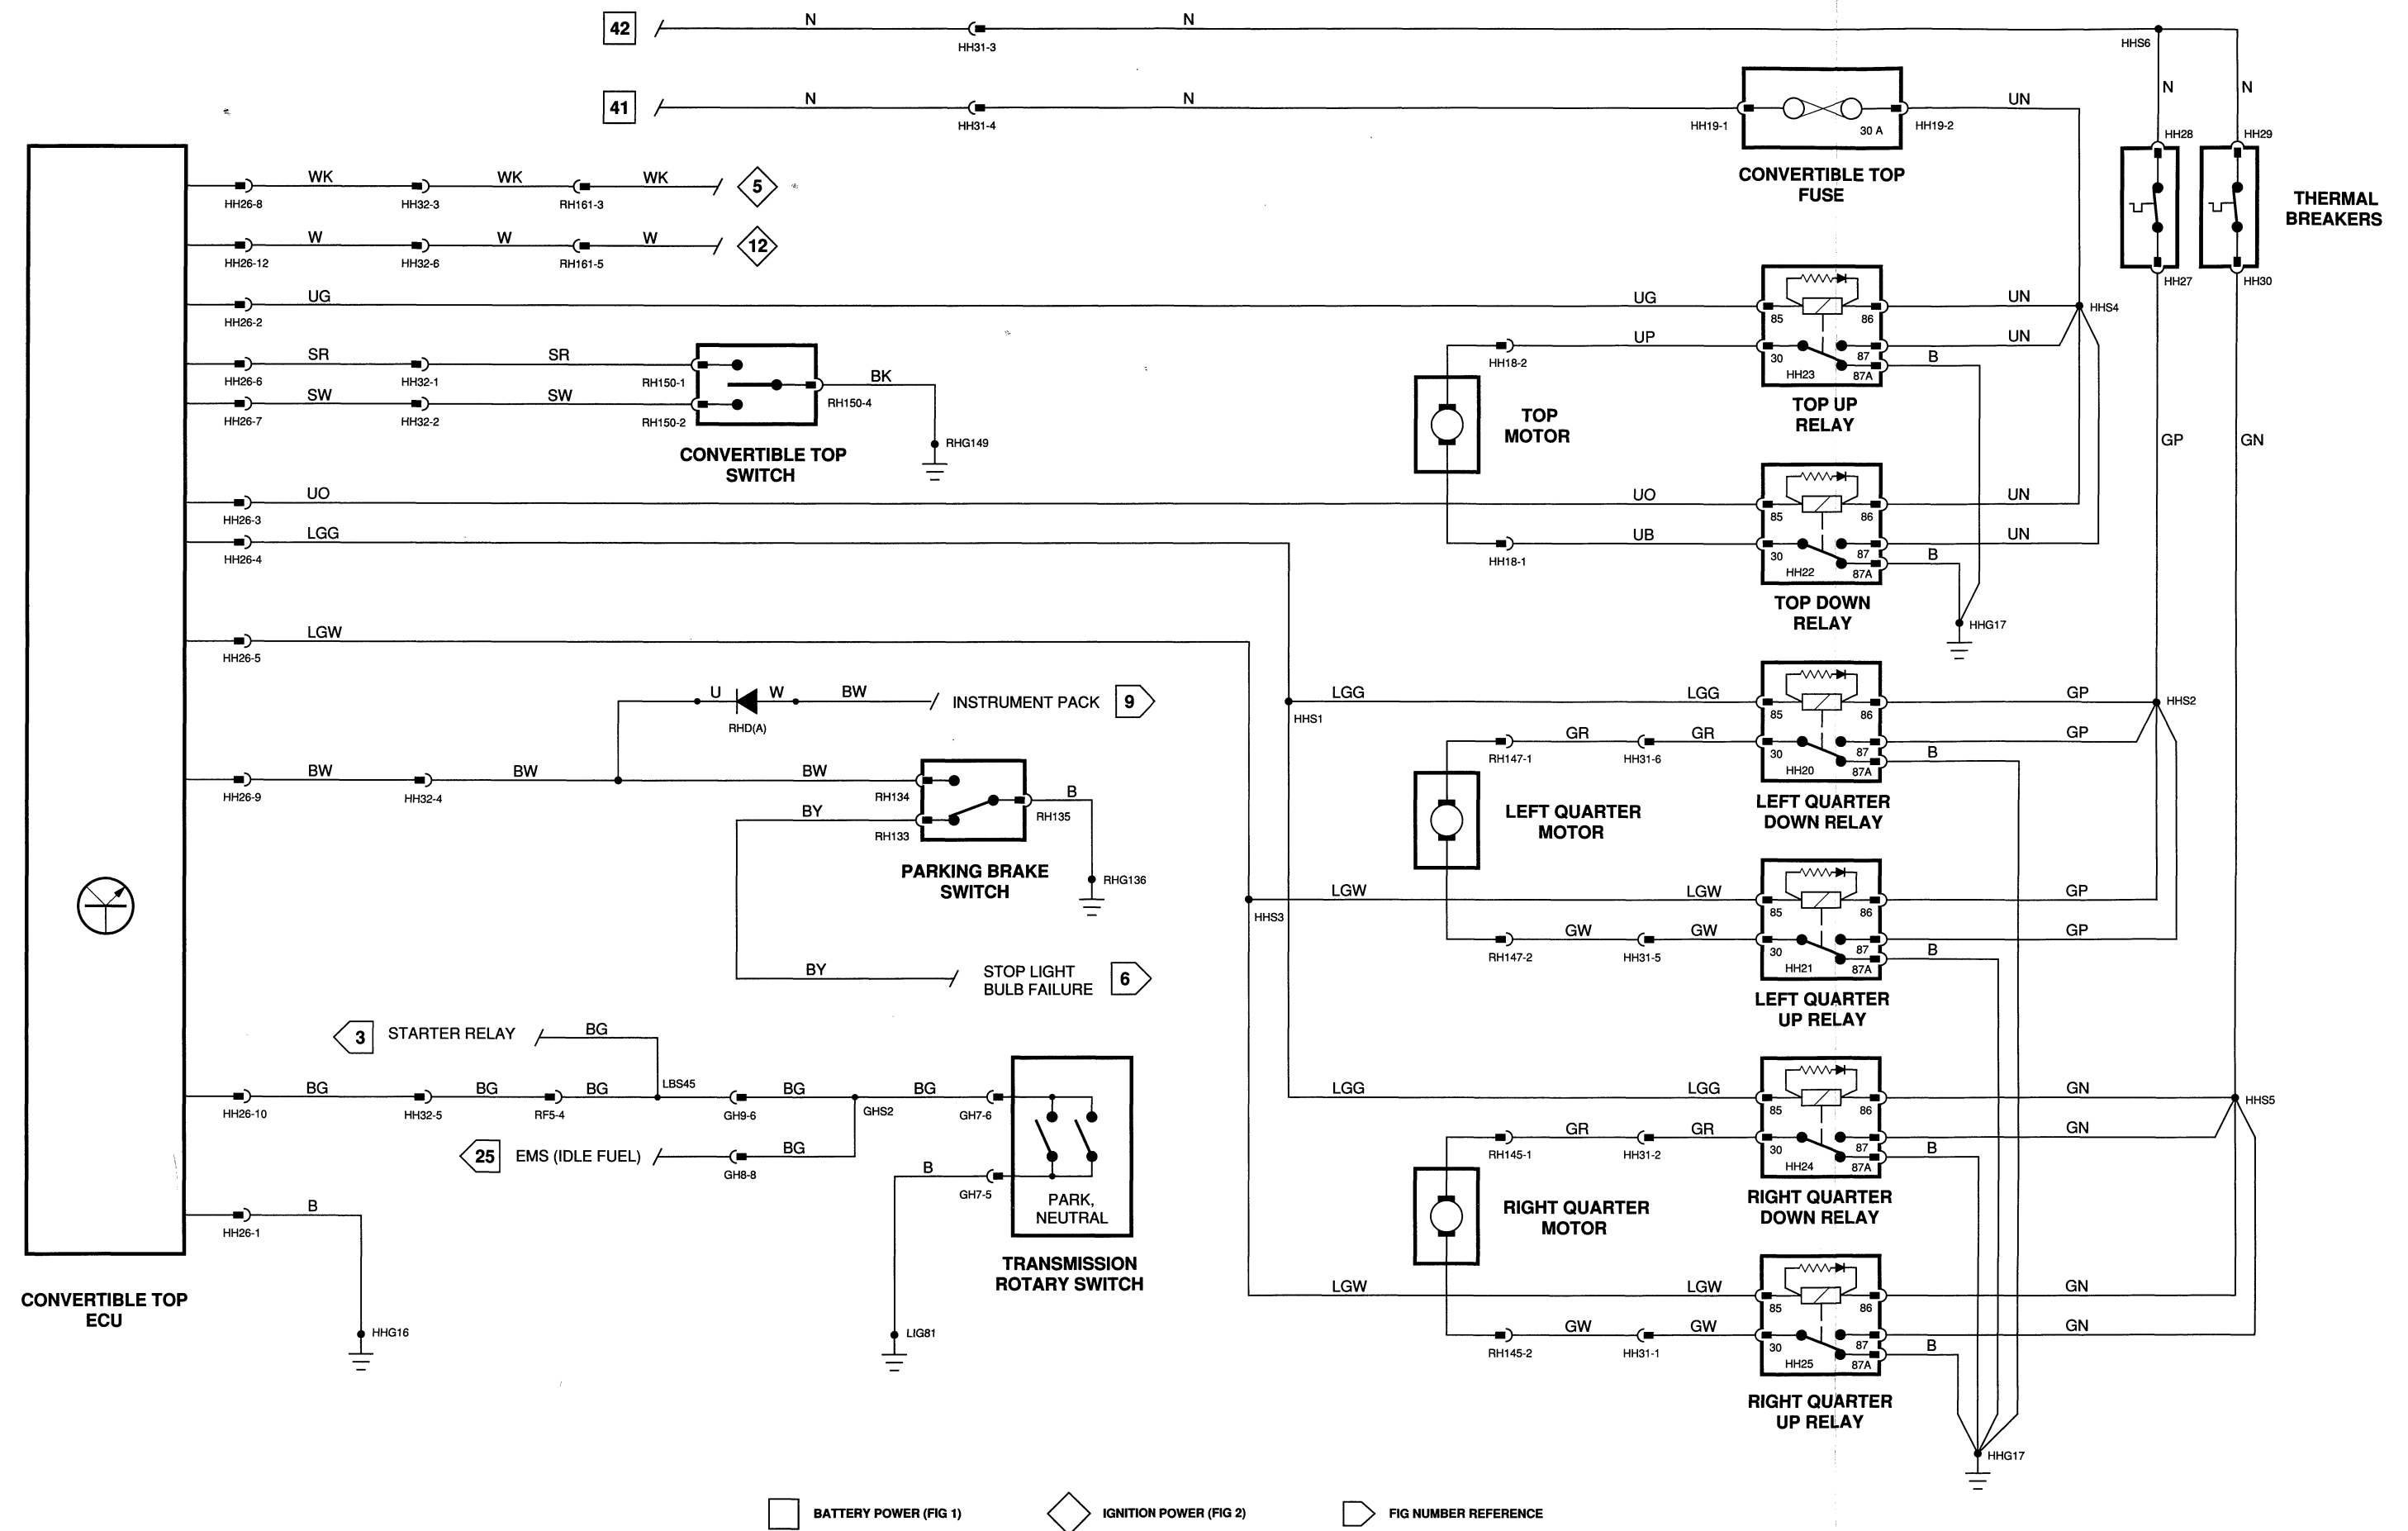 42
N
HH31-3
N
HHS6
41
N
HH31-4
N
HH19-1
30 A
HH19-2
UN
CONVERTIBLE TOP
FUSE
N
N
HH28
HH29
THERMAL
BREAKERS
HH27
HH30
WK
WK
WK
5
HH26-8
HH32-3
RH161-3
W
W
W
12
HH26-12
HH32-6
RH161-5
UG
UG
HH26-2
85
86
UN
HHS4
UP
HH18-2
30
87
UN
HH23
87A
B
TOP UP
RELAY
SR
SR
HH26-6
HH32-1
RH150-1
SW
SW
HH26-7
HH32-2
RH150-2
BK
RH150-4
RHG149
CONVERTIBLE TOP
SWITCH
TOP
MOTOR
GP
GN
UO
UO
HH26-3
85
86
UN
LGG
HH26-4
UB
HH18-1
30
87
UN
HH22
87A
B
TOP DOWN
RELAY
HHG17
LGW
HH26-5
U
W
BW
RHD(A)
INSTRUMENT PACK
9
LGG
HHS1
LGG
85
86
GP
HHS2
BW
BW
BW
HH26-9
HH32-4
RH134
BY
RH133
B
RH135
RHG136
PARKING BRAKE
SWITCH
GR
GR
RH147-1
HH31-6
30
87
GP
HH20
87A
B
LEFT QUARTER
DOWN RELAY
LEFT QUARTER
MOTOR
LGW
HHS3
LGW
85
86
GP
GW
GW
RH147-2
HH31-5
30
87
GP
HH21
87A
B
LEFT QUARTER
UP RELAY
BY
STOP LIGHT
BULB FAILURE
6
3
STARTER RELAY
BG
BG
BG
BG
LBS45
BG
BG
HH26-10
HH32-5
RF5-4
GH9-6
GHS2
GH7-6
25
EMS (IDLE FUEL)
BG
GH8-8
B
GH7-5
PARK,
NEUTRAL
TRANSMISSION
ROTARY SWITCH
LIG81
LGG
LGG
85
86
GN
HHS5
GR
GR
RH145-1
HH31-2
30
87
GN
HH24
87A
B
RIGHT QUARTER
DOWN RELAY
RIGHT QUARTER
MOTOR
B
HH26-1
HHG16
CONVERTIBLE TOP
ECU
LGW
LGW
85
86
GN
GW
GW
RH145-2
HH31-1
30
87
GN
HH25
87A
B
RIGHT QUARTER
UP RELAY
HHG17
BATTERY POWER (FIG 1)
IGNITION POWER (FIG 2)
FIG NUMBER REFERENCE